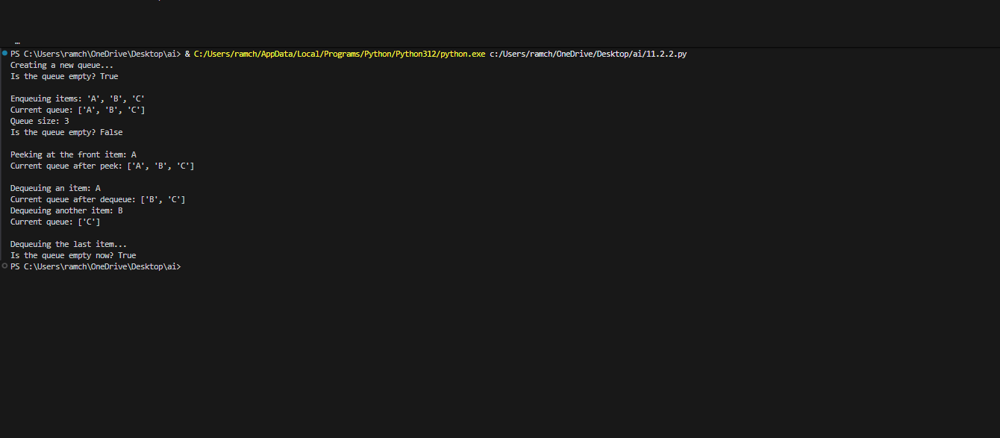 ...
PS C:\Users\ramch\OneDrive\Desktop\ai> & C:/Users/ramch/AppData/Local/Programs/Python/Python312/python.exe c:/Users/ramch/OneDrive/Desktop/ai/11.2.2.py
Creating a new queue...
Is the queue empty? True
Enqueuing items: 'A', 'B', 'C'
Current queue: ['A', 'B', 'C']
Queue size: 3
Is the queue empty? False
Peeking at the front item: A
Current queue after peek: ['A', 'B', 'C']
Dequeuing an item: A
Current queue after dequeue: ['B', 'C']
Dequeuing another item: B
Current queue: ['C']
Dequeuing the last item...
Is the queue empty now? True
PS C:\Users\ramch\OneDrive\Desktop\ai>